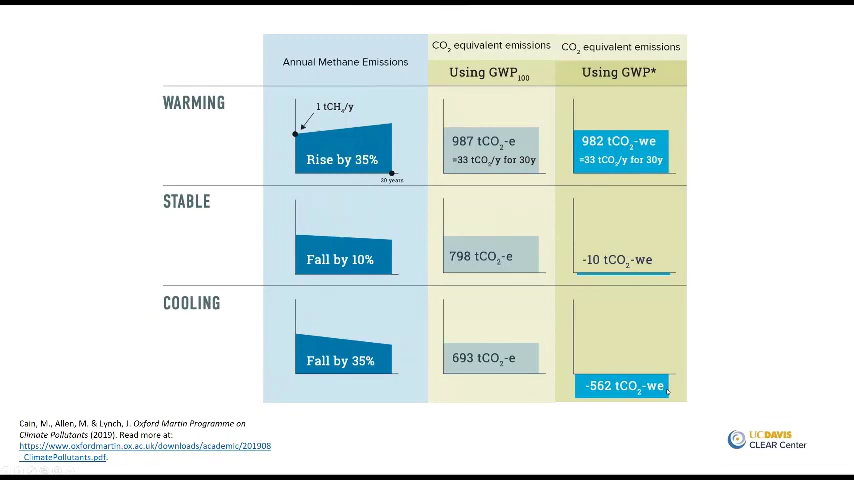 Annual Methane Emissions
CO2 equivalent emissions
Using GWP100
CO2 equivalent emissions
Using GWP*
WARMING
1 tCH4/y
Rise by 35%
30 years
987 tCO2-e
=33 tCO2/y for 30y
982 tCO2-we
=33 tCO2/y for 30y
STABLE
Fall by 10%
798 tCO2-e
-10 tCO2-we
COOLING
Fall by 35%
693 tCO2-e
-562 tCO2-we
Cain, M., Allen, M. & Lynch, J. Oxford Martin Programme on
Climate Pollutants (2019). Read more at:
https://www.oxfordmartin.ox.ac.uk/downloads/academic/201908
_ClimatePollutants.pdf.
UCDAVIS
CLEAR Center